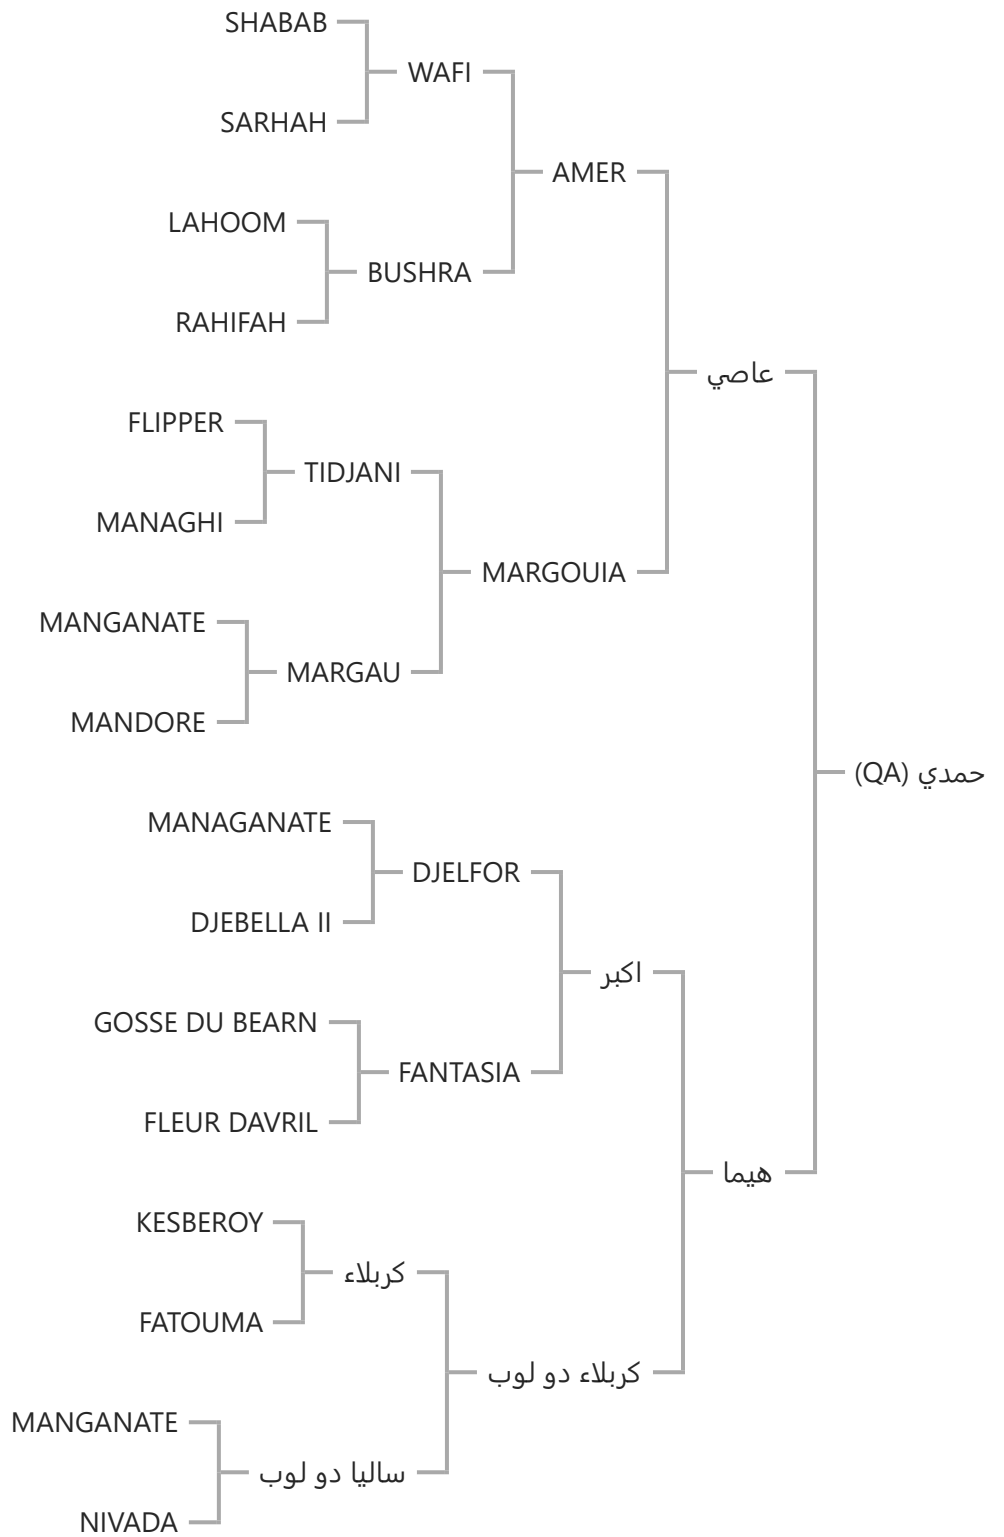 SHABAB
WAFI
SARHAH
AMER
LAHOOM
BUSHRA
RAHIFAH
عاصي
FLIPPER
TIDJANI
MANAGHI
MARGOUIA
MANGANATE
MARGAU
MANDORE
حمدي (QA)
MANAGANATE
DJELFOR
DJEBELLA II
اكبر
GOSSE DU BEARN
FANTASIA
FLEUR DAVRIL
هيما
KESBEROY
كربلاء
FATOUMA
كربلاء دو لوب
MANGANATE
ساليا دو لوب
NIVADA